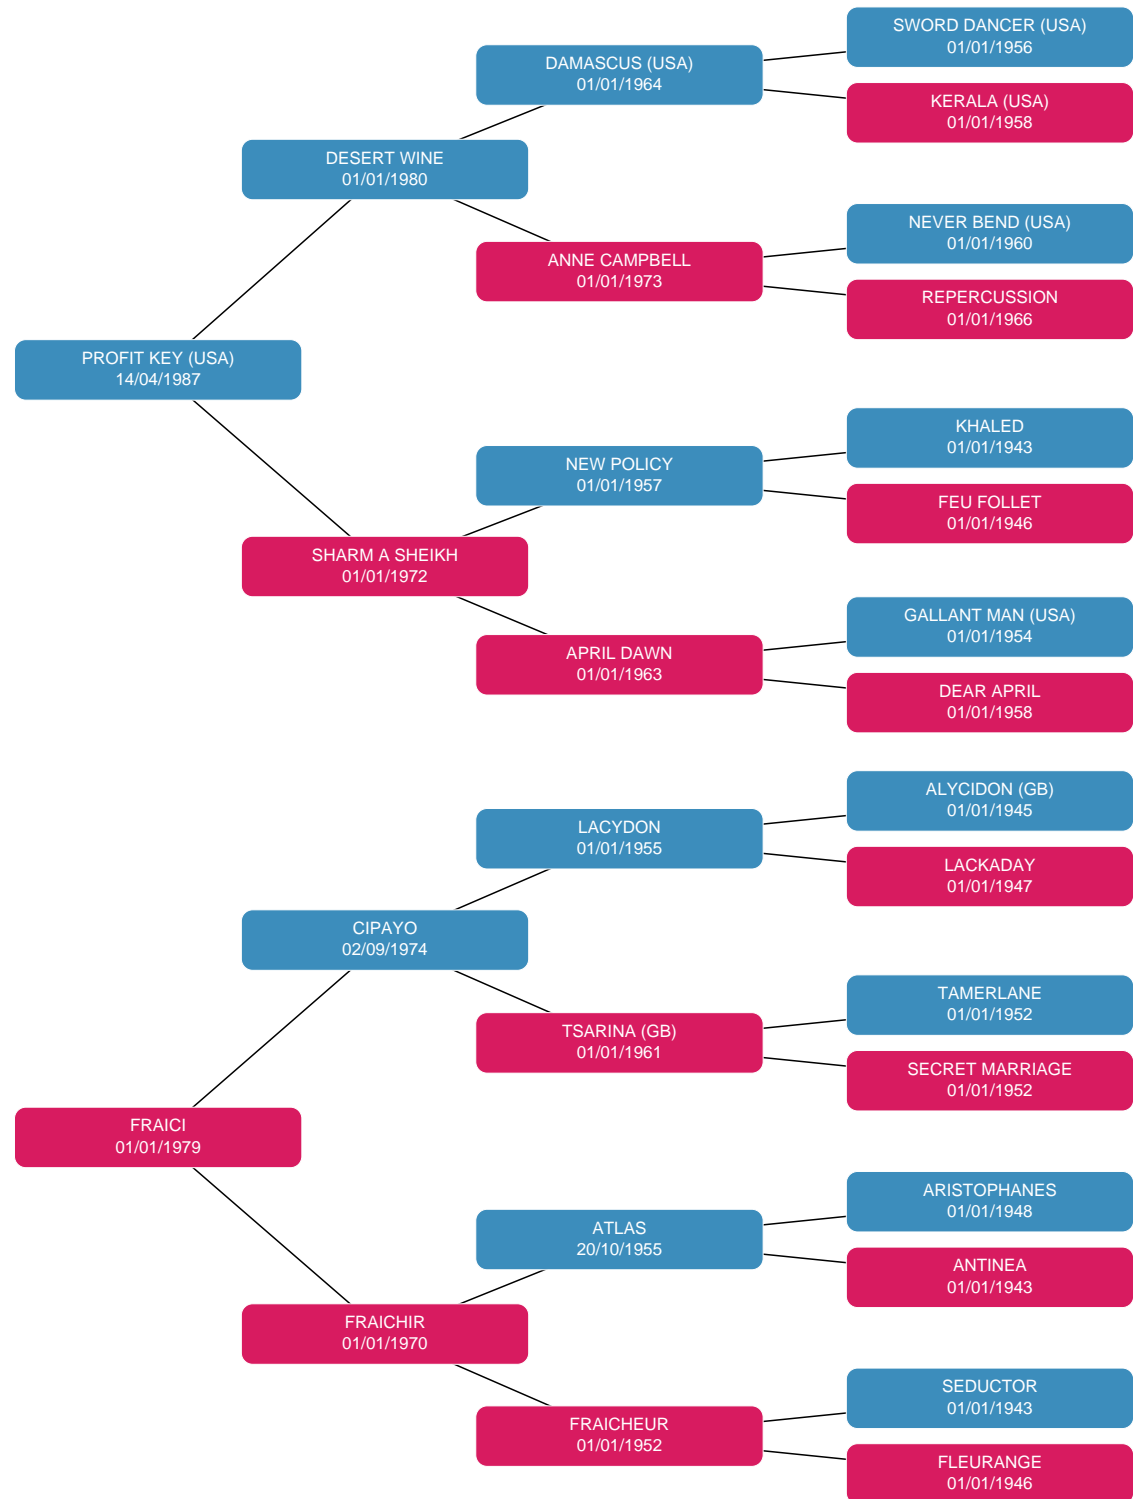 SWORD DANCER (USA)
01/01/1956
DAMASCUS (USA)
01/01/1964
KERALA (USA)
01/01/1958
DESERT WINE
01/01/1980
NEVER BEND (USA)
01/01/1960
ANNE CAMPBELL
01/01/1973
REPERCUSSION
01/01/1966
PROFIT KEY (USA)
14/04/1987
KHALED
01/01/1943
NEW POLICY
01/01/1957
FEU FOLLET
01/01/1946
SHARM A SHEIKH
01/01/1972
GALLANT MAN (USA)
01/01/1954
APRIL DAWN
01/01/1963
DEAR APRIL
01/01/1958
ALYCIDON (GB)
01/01/1945
LACYDON
01/01/1955
LACKADAY
01/01/1947
CIPAYO
02/09/1974
TAMERLANE
01/01/1952
TSARINA (GB)
01/01/1961
SECRET MARRIAGE
01/01/1952
FRAICI
01/01/1979
ARISTOPHANES
01/01/1948
ATLAS
20/10/1955
ANTINEA
01/01/1943
FRAICHIR
01/01/1970
SEDUCTOR
01/01/1943
FRAICHEUR
01/01/1952
FLEURANGE
01/01/1946